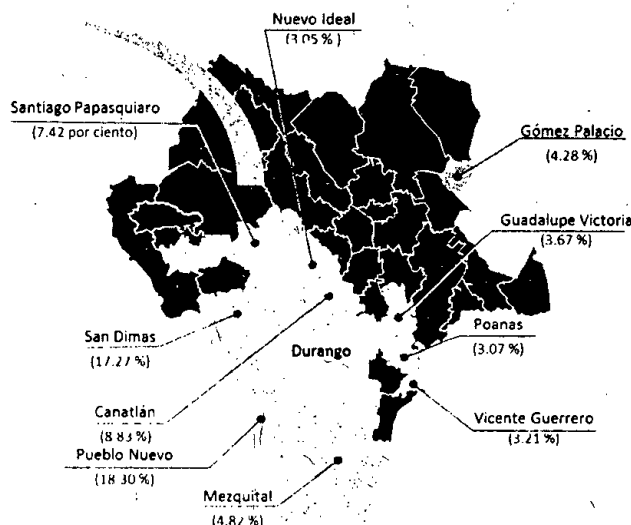 Nuevo Ideal
(3.05 %)
Santiago Papasquiaro
(7.42 por ciento)
Gómez Palacio
(4.28 %)
Guadalupe Victoria
(3.67 %)
San Dimas
(17.27 %)
Durango
Poanas
(3.07 %)
Canatlán
(8.83 %)
Vicente Guerrero
(3.21 %)
Pueblo Nuevo
(18.30 %)
Mezquital
(4.82 %)